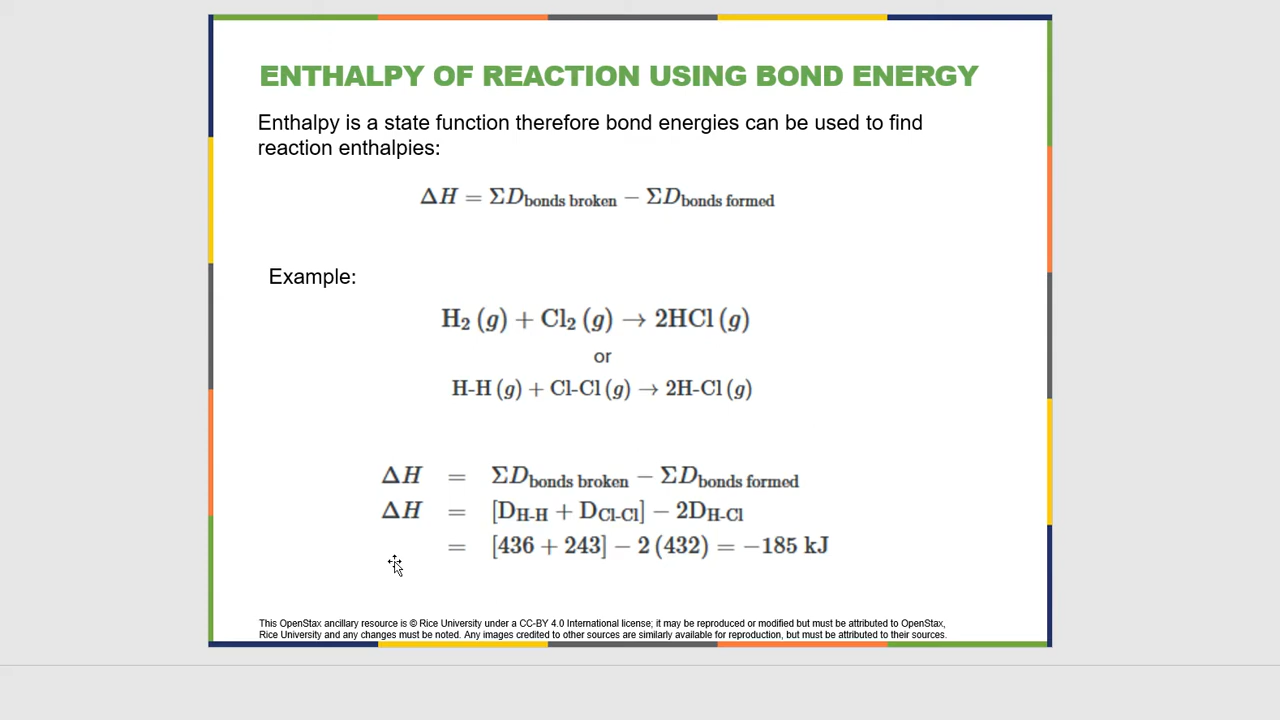 ENTHALPY OF REACTION USING BOND ENERGY
Enthalpy is a state function therefore bond energies can be used to find
reaction enthalpies:
ΔH = ΣD_bonds broken − ΣD_bonds formed
Example:
H₂ (g) + Cl₂ (g) → 2HCl (g)
or
H-H (g) + Cl-Cl (g) → 2H-Cl (g)
ΔH = ΣD_bonds broken − ΣD_bonds formed
ΔH = [D_H-H + D_Cl-Cl] − 2D_H-Cl
= [436 + 243] − 2 (432) = −185 kJ
This OpenStax ancillary resource is © Rice University under a CC-BY 4.0 International license; it may be reproduced or modified but must be attributed to OpenStax,
Rice University and any changes must be noted. Any images credited to other sources are similarly available for reproduction, but must be attributed to their sources.